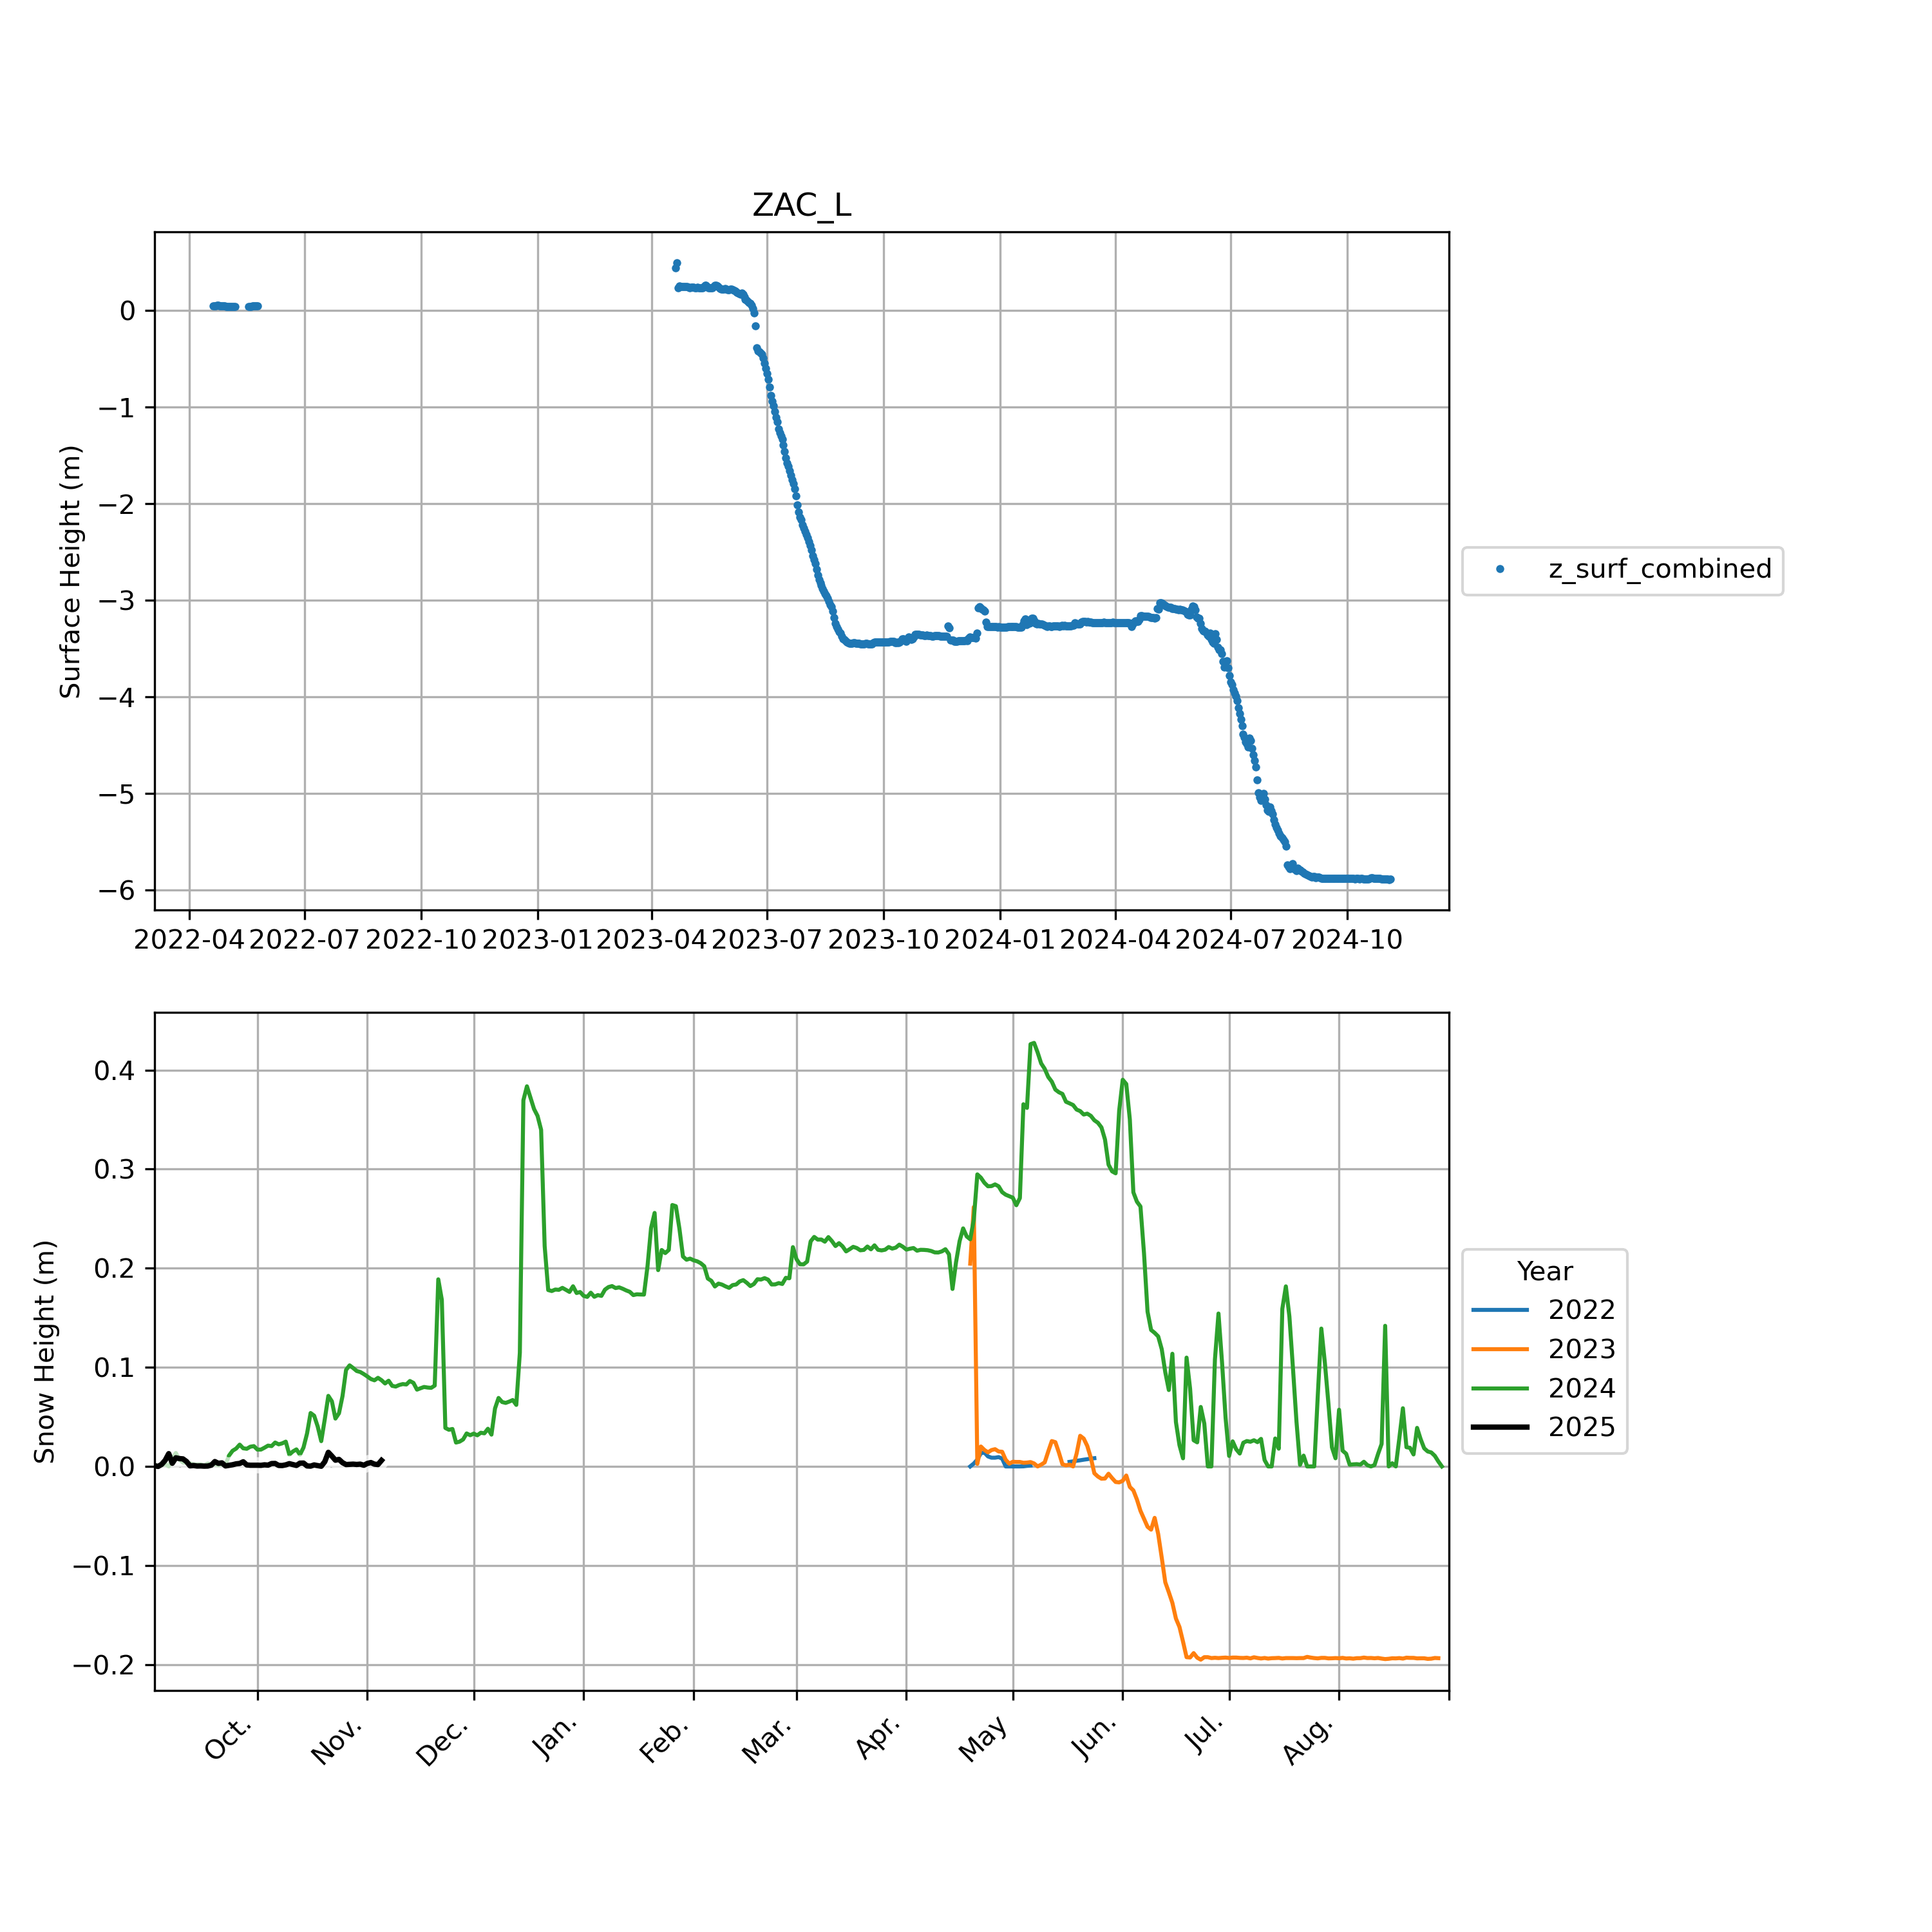 ZAC_L
Surface Height (m)
0
−1
−2
−3
−4
−5
−6
2022-04 2022-07 2022-10 2023-01 2023-04 2023-07 2023-10 2024-01 2024-04 2024-07 2024-10
z_surf_combined
Snow Height (m)
0.4
0.3
0.2
0.1
0.0
−0.1
−0.2
Oct. Nov. Dec. Jan. Feb. Mar. Apr. May Jun. Jul. Aug.
Year
2022
2023
2024
2025